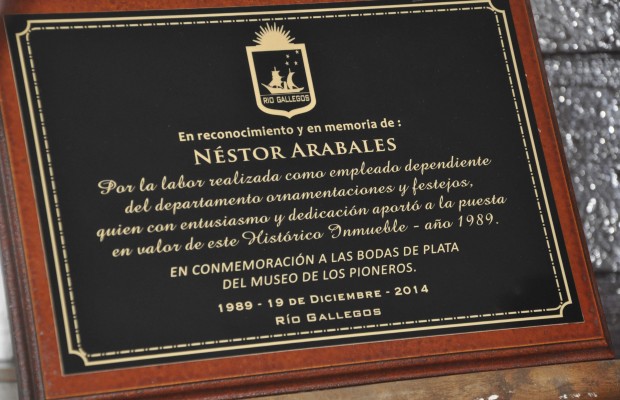 RIO GALLEGOS
En reconocimiento y en memoria de :
NÉSTOR ARABALES
Por la labor realizada como empleado dependiente
del departamento ornamentaciones y festejos,
quien con entusiasmo y dedicación aportó a la puesta
en valor de este Histórico Inmueble - año 1989.
EN CONMEMORACIÓN A LAS BODAS DE PLATA
DEL MUSEO DE LOS PIONEROS.
1989 - 19 DE DICIEMBRE - 2014
RÍO GALLEGOS